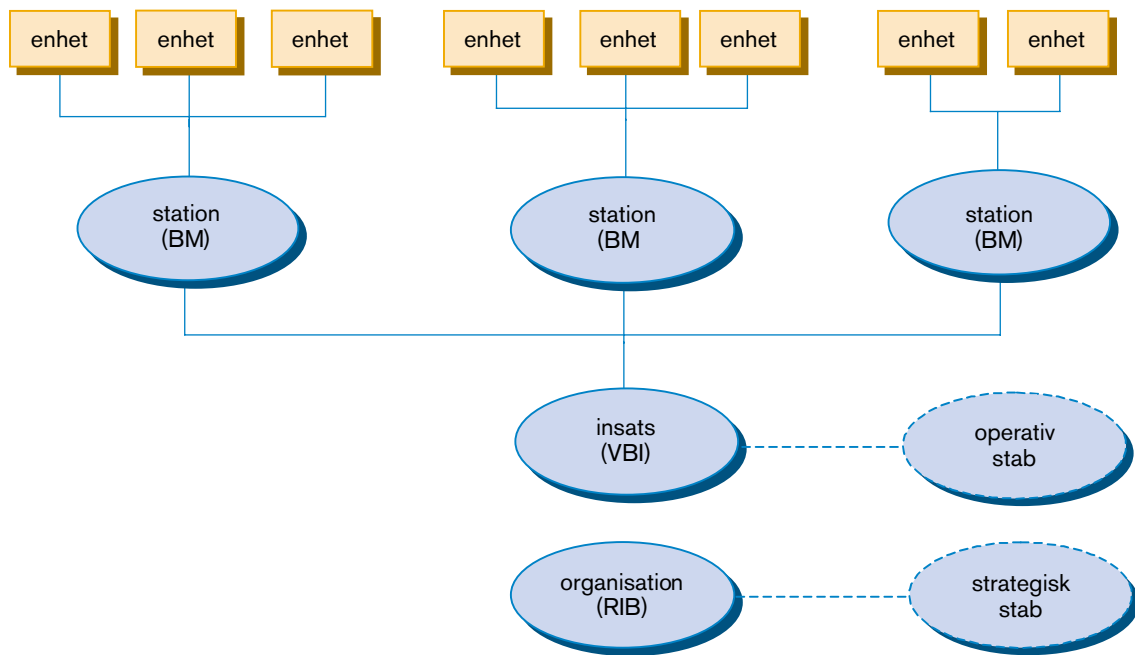 enhet
enhet
enhet
enhet
enhet
enhet
enhet
enhet
station
(BM)
station
(BM
station
(BM)
insats
(VBI)
operativ
stab
organisation
(RIB)
strategisk
stab